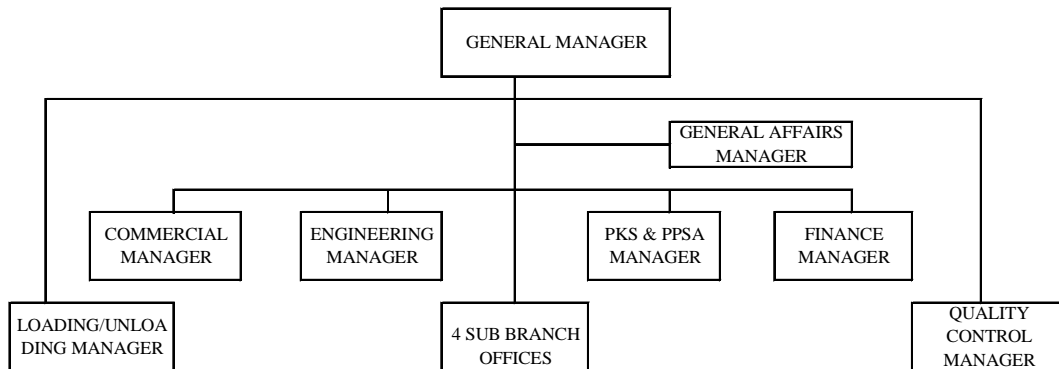 GENERAL MANAGER
GENERAL AFFAIRS
MANAGER
COMMERCIAL
MANAGER
ENGINEERING
MANAGER
PKS & PPSA
MANAGER
FINANCE
MANAGER
LOADING/UNLOA
DING MANAGER
4 SUB BRANCH
OFFICES
QUALITY
CONTROL
MANAGER